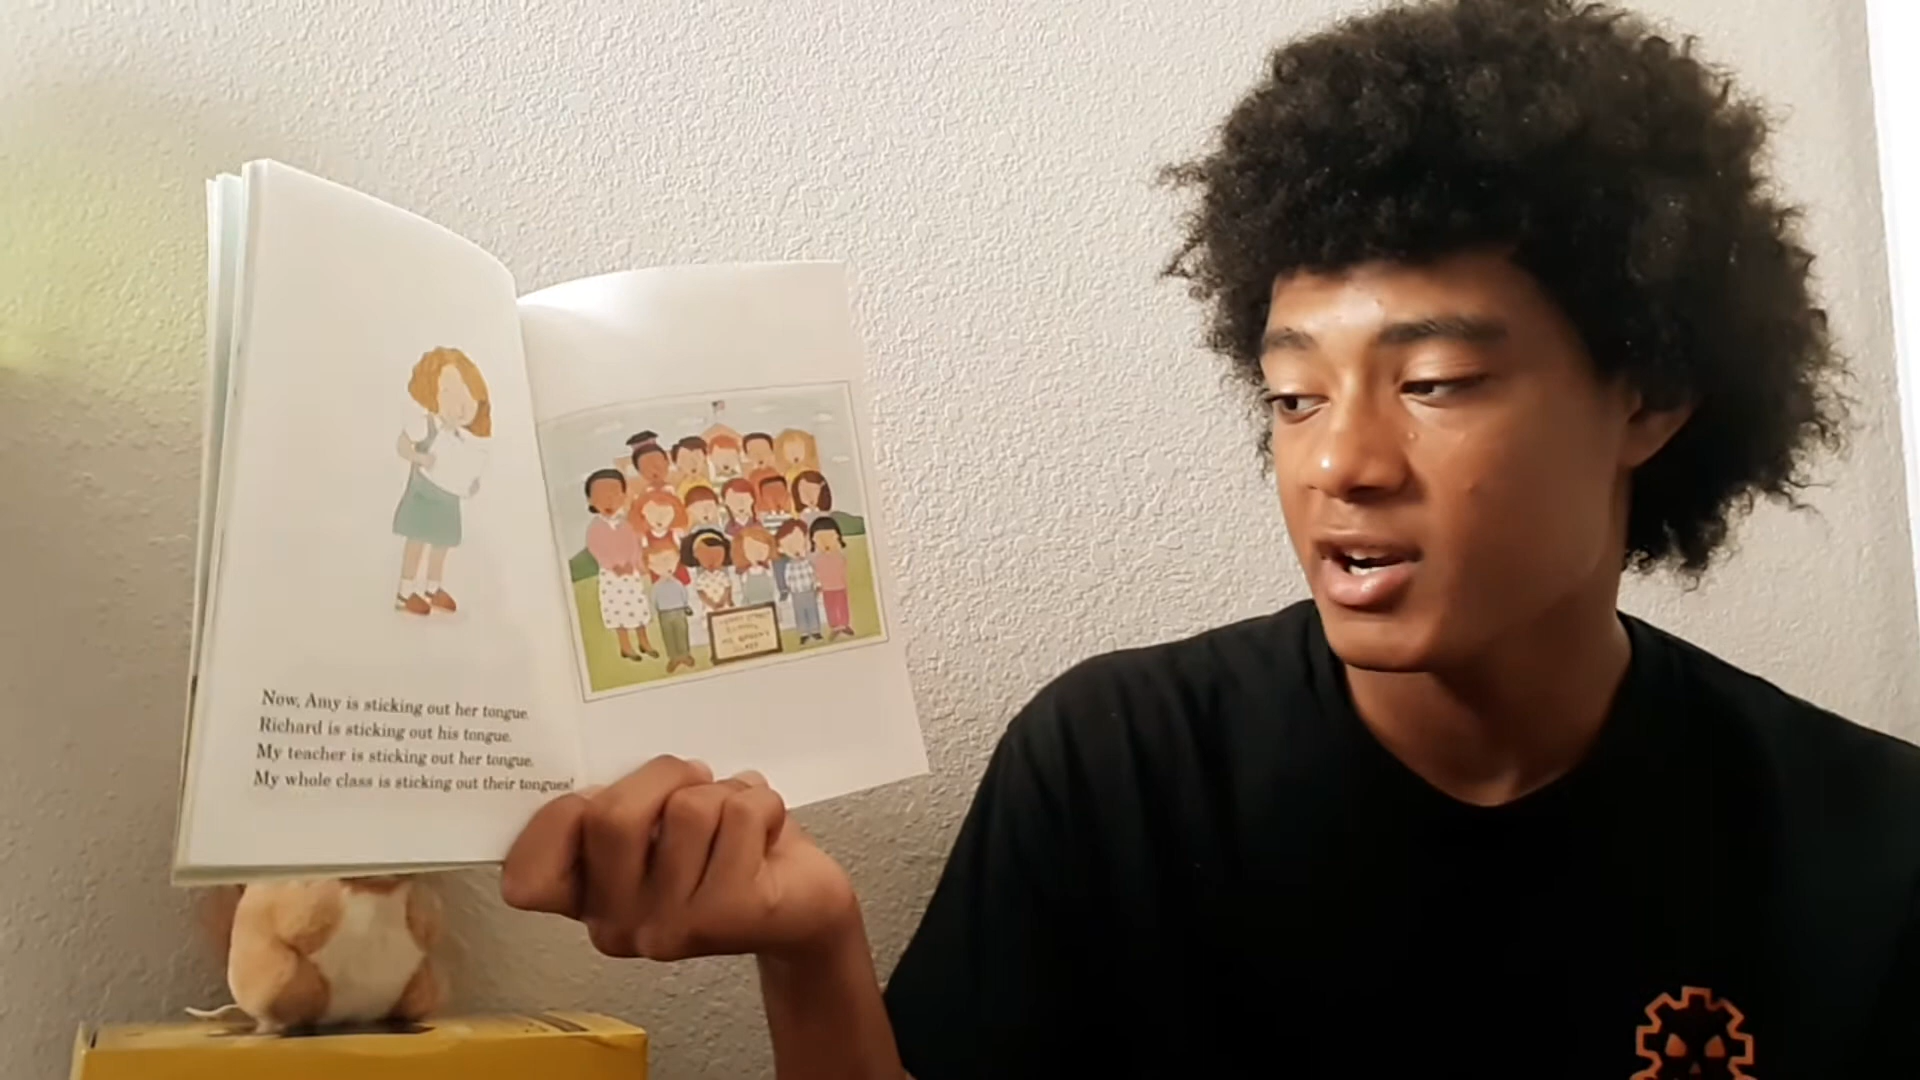 Now, Amy is sticking out her tongue.
Richard is sticking out his tongue.
My teacher is sticking out her tongue.
My whole class is sticking out their tongues!
SCHOOL